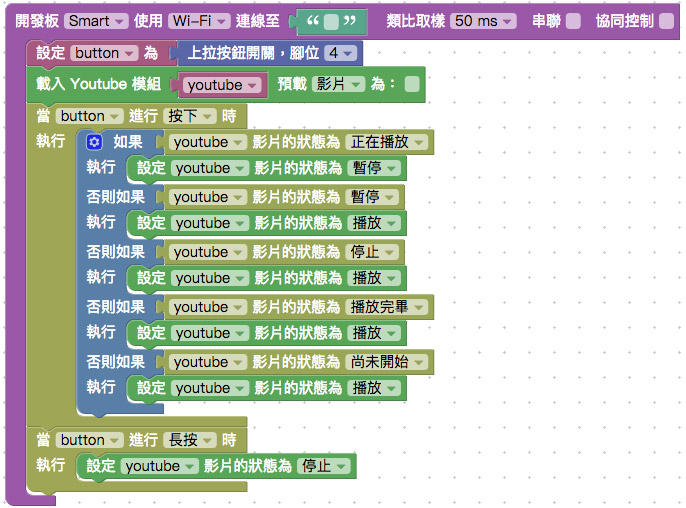 開發板 Smart 使用 Wi-Fi 連線至 “ ” 類比取樣 50 ms 串聯 協同控制
設定 button 為 上拉按鈕開關，腳位 4
載入 Youtube 模組 youtube 預載 影片 為：
當 button 進行 按下 時
執行 如果 youtube 影片的狀態為 正在播放
執行 設定 youtube 影片的狀態為 暫停
否則如果 youtube 影片的狀態為 暫停
執行 設定 youtube 影片的狀態為 播放
否則如果 youtube 影片的狀態為 停止
執行 設定 youtube 影片的狀態為 播放
否則如果 youtube 影片的狀態為 播放完畢
執行 設定 youtube 影片的狀態為 播放
否則如果 youtube 影片的狀態為 尚未開始
執行 設定 youtube 影片的狀態為 播放
當 button 進行 長按 時
執行 設定 youtube 影片的狀態為 停止